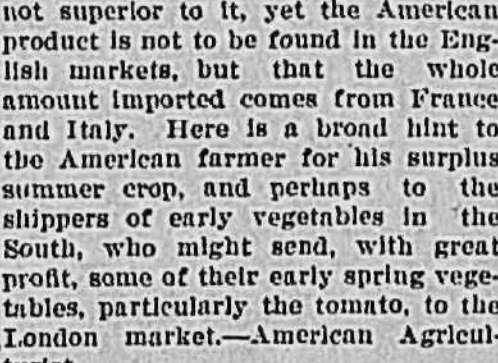 not superior to it, yet the American
product is not to be found in the Eng-
lish markets, but that the whole
amount imported comes from France
and Italy. Here is a broad hint to
the American farmer for his surplus
summer crop, and perhaps to the
shippers of early vegetables in the
South, who might send, with great
profit, some of their early spring vege-
tables, particularly the tomato, to the
London market.—American Agricul-